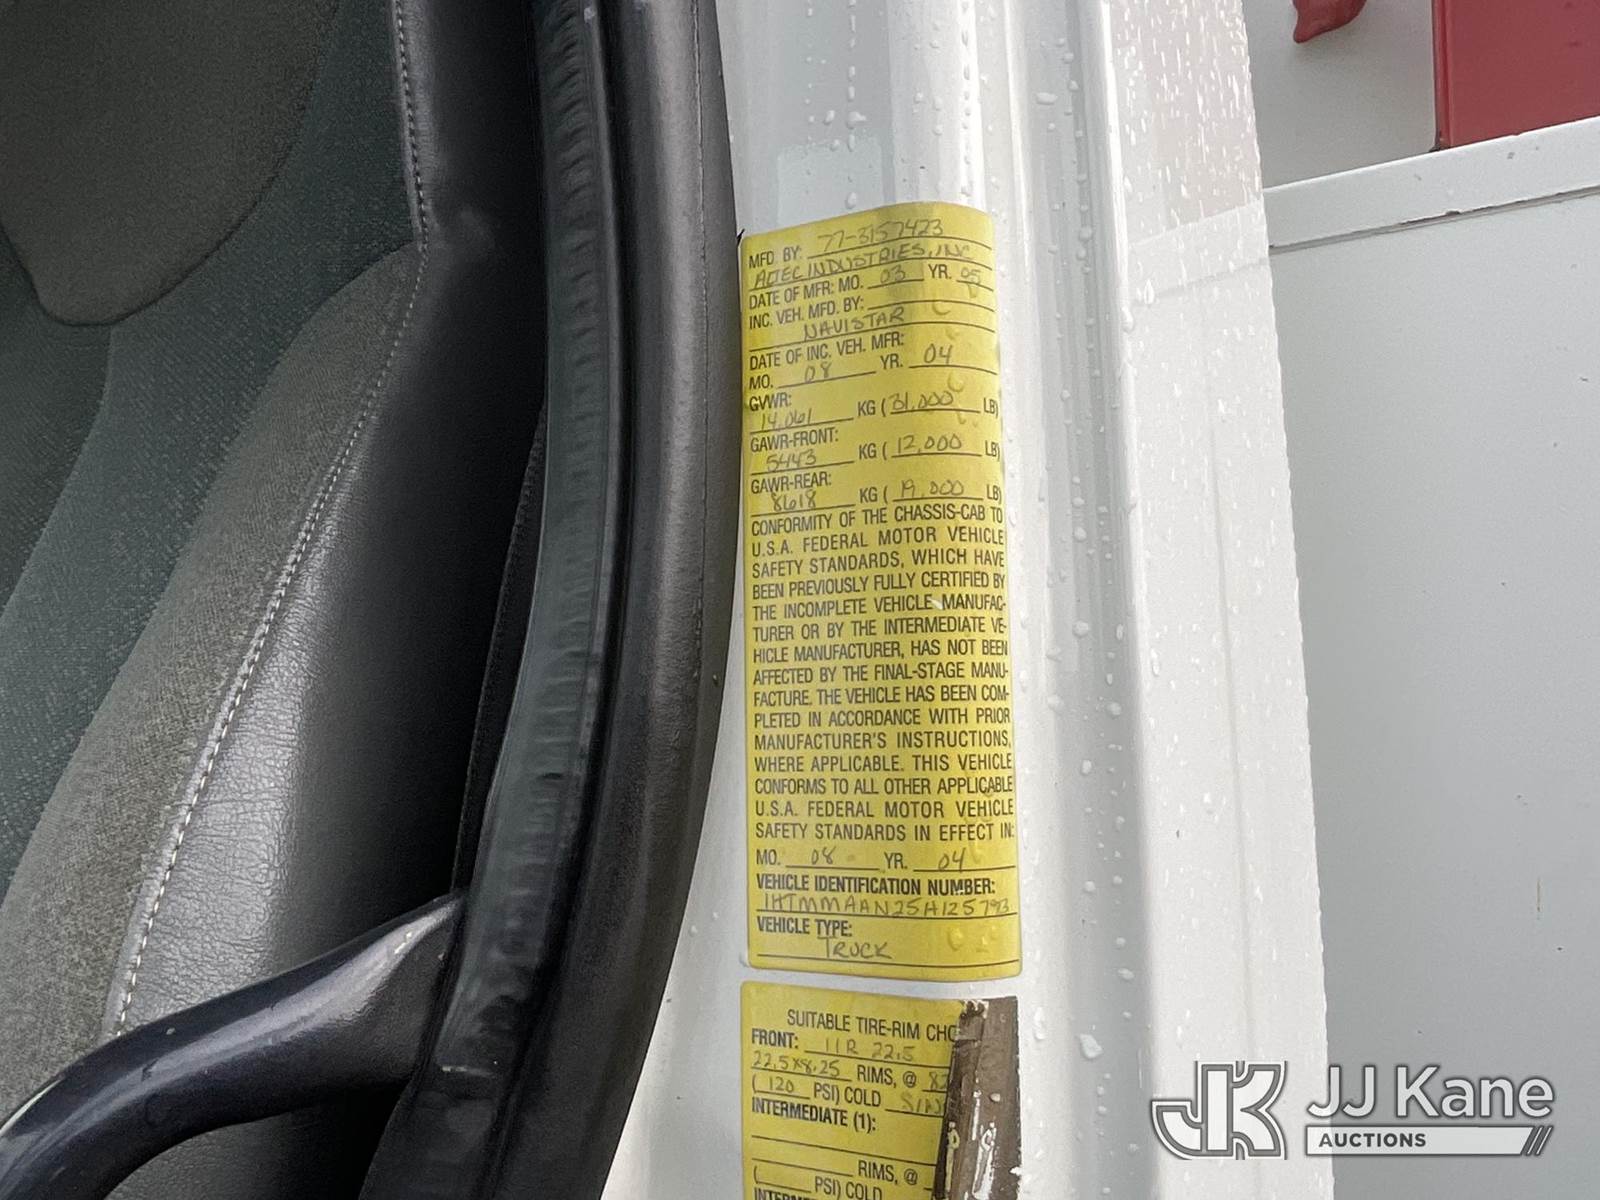 77-3157423
MFD. BY:
ALTEC INDUSTRIES, INC
DATE OF MFR: MO. 03 YR. 05
INC. VEH. MFD. BY:
NAVISTAR
DATE OF INC. VEH. MFR:
MO. 08 YR. 04
GVWR:
14,061 KG ( 31,000 LB)
GAWR-FRONT:
5443 KG ( 12,000 LB)
GAWR-REAR:
8618 KG ( 19,000 LB)
CONFORMITY OF THE CHASSIS-CAB TO
U.S.A. FEDERAL MOTOR VEHICLE
SAFETY STANDARDS, WHICH HAVE
BEEN PREVIOUSLY FULLY CERTIFIED BY
THE INCOMPLETE VEHICLE MANUFAC-
TURER OR BY THE INTERMEDIATE VE-
HICLE MANUFACTURER, HAS NOT BEEN
AFFECTED BY THE FINAL-STAGE MANU-
FACTURE. THE VEHICLE HAS BEEN COM-
PLETED IN ACCORDANCE WITH PRIOR
MANUFACTURER'S INSTRUCTIONS,
WHERE APPLICABLE. THIS VEHICLE
CONFORMS TO ALL OTHER APPLICABLE
U.S.A. FEDERAL MOTOR VEHICLE
SAFETY STANDARDS IN EFFECT IN:
MO. 08 YR. 04
VEHICLE IDENTIFICATION NUMBER:
1HTMMAAN25H125793
VEHICLE TYPE:
TRUCK
SUITABLE TIRE-RIM CHO
FRONT: 11R 22.5
22.5x8.25 RIMS, @ 82
( 120 PSI) COLD SIN
INTERMEDIATE (1):
RIMS, @
( PSI) COLD
INTERM
JK JJ Kane
AUCTIONS